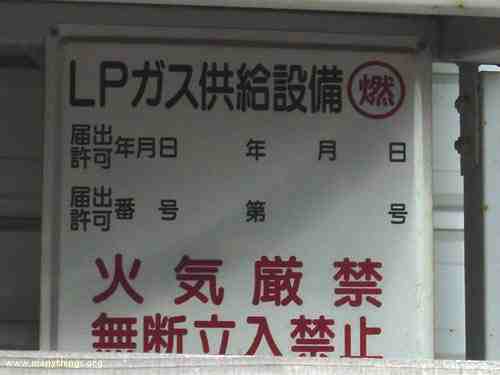 LPガス供給設備 燃
届出許可年月日 年 月 日
届出許可番号 第 号
火気厳禁
無断立入禁止
www.manythings.org